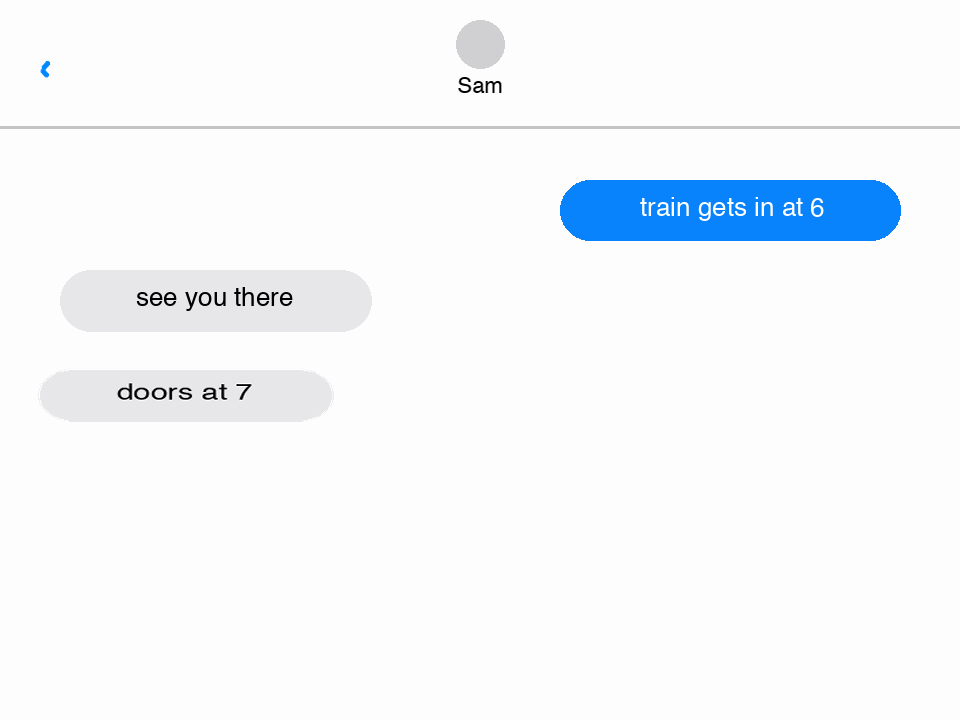 Sam
train gets in at 6
see you there
doors at 7